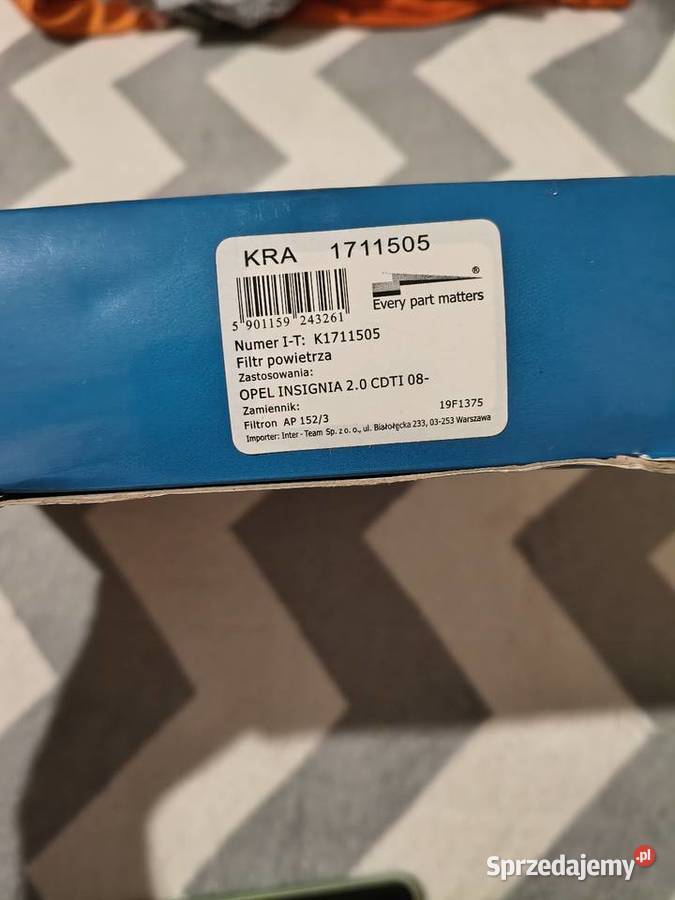 KRA 1711505
®
Every part matters
5 901159 243261
Numer I-T: K1711505
Filtr powietrza
Zastosowania:
OPEL INSIGNIA 2.0 CDTI 08-
Zamiennik: 19F1375
Filtron AP 152/3
Importer: Inter - Team Sp. z o. o., ul. Białołęcka 233, 03-253 Warszawa
Sprzedajemy.pl